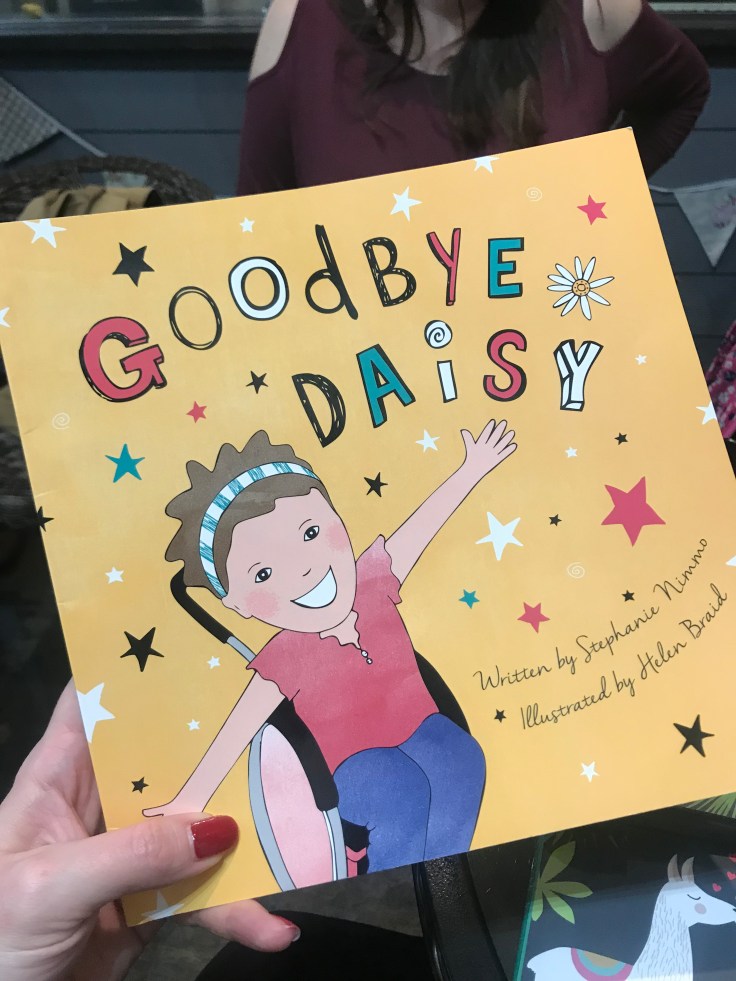 GOODBYE
DAiSY
Written by Stephanie Nimmo
Illustrated by Helen Braid